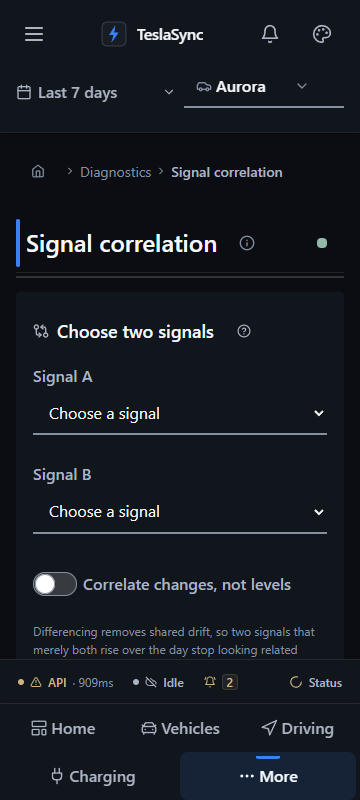 TeslaSync
Last 7 days
Aurora
Diagnostics
Signal correlation
Signal correlation
Choose two signals
Signal A
Choose a signal
Signal B
Choose a signal
Correlate changes, not levels
Differencing removes shared drift, so two signals that
merely both rise over the day stop looking related
API · 909ms
Idle
2
Status
Home
Vehicles
Driving
Charging
More